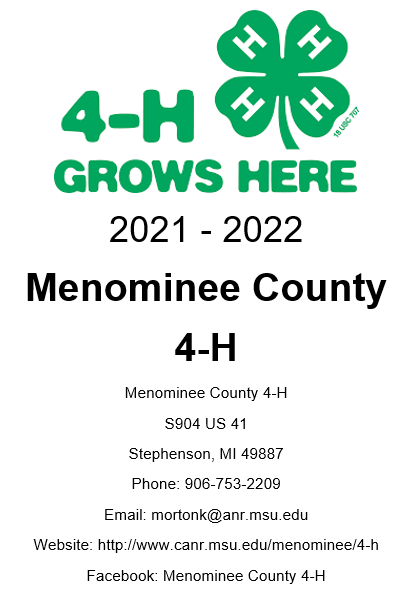 H H
H H
18 USC 707
4-H
GROWS HERE
2021 - 2022
Menominee County
4-H
Menominee County 4-H
S904 US 41
Stephenson, MI 49887
Phone: 906-753-2209
Email: mortonk@anr.msu.edu
Website: http://www.canr.msu.edu/menominee/4-h
Facebook: Menominee County 4-H